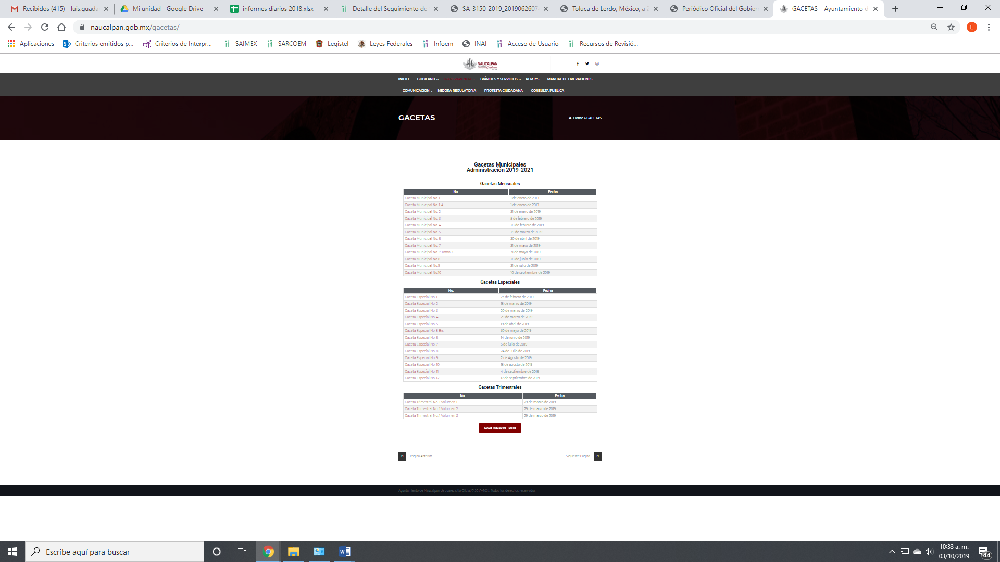 Recibidos (415) - luis.guada
Mi unidad - Google Drive
informes diarios 2018.xlsx -
Detalle del Seguimiento de
SA-3150-2019_2019062607
Toluca de Lerdo, México, a 2
Periódico Oficial del Gobier
GACETAS – Ayuntamiento d
naucalpan.gob.mx/gacetas/
L
Aplicaciones
Criterios emitidos p...
Criterios de Interpr...
SAIMEX
SARCOEM
Legistel
Leyes Federales
Infoem
INAI
Acceso de Usuario
Recursos de Revisió...
NAUCALPAN
INICIO
GOBIERNO
TRANSPARENCIA
TRÁMITES Y SERVICIOS
REMTYS
MANUAL DE OPERACIONES
COMUNICACIÓN
MEJORA REGULATORIA
PROTESTA CIUDADANA
CONSULTA PÚBLICA
GACETAS
Home » GACETAS
Gacetas Municipales
Administración 2019-2021
Gacetas Mensuales
No. Fecha
Gaceta Municipal No. 1 1 de enero de 2019
Gaceta Municipal No. 1-A 1 de enero de 2019
Gaceta Municipal No. 2 31 de enero de 2019
Gaceta Municipal No. 3 5 de febrero de 2019
Gaceta Municipal No. 4 28 de febrero de 2019
Gaceta Municipal No. 5 29 de marzo de 2019
Gaceta Municipal No. 6 30 de abril de 2019
Gaceta Municipal No. 7 31 de mayo de 2019
Gaceta Municipal No. 7 Tomo 2 31 de mayo de 2019
Gaceta Municipal No.8 28 de junio de 2019
Gaceta Municipal No.9 31 de julio de 2019
Gaceta Municipal No.10 10 de septiembre de 2019
Gacetas Especiales
No. Fecha
Gaceta Especial No. 1 23 de febrero de 2019
Gaceta Especial No. 2 15 de marzo de 2019
Gaceta Especial No. 3 20 de marzo de 2019
Gaceta Especial No. 4 29 de marzo de 2019
Gaceta Especial No. 5 19 de abril de 2019
Gaceta Especial No. 5 Bis 30 de mayo de 2019
Gaceta Especial No. 6 14 de junio de 2019
Gaceta Especial No. 7 5 de julio de 2019
Gaceta Especial No. 8 24 de Julio de 2019
Gaceta Especial No. 9 2 de Agosto de 2019
Gaceta Especial No. 10 15 de agosto de 2019
Gaceta Especial No. 11 4 de septiembre de 2019
Gaceta Especial No. 12 17 de septiembre de 2019
Gacetas Trimestrales
No. Fecha
Gaceta Trimestral No. 1 Volumen 1 29 de marzo de 2019
Gaceta Trimestral No. 1 Volumen 2 29 de marzo de 2019
Gaceta Trimestral No. 1 Volumen 3 29 de marzo de 2019
GACETAS 2016 - 2018
Página Anterior
Siguiente Página
Ayuntamiento de Naucalpan de Juárez sitio Oficial © 2019-2021. Todos los derechos reservados
Escribe aquí para buscar
10:33 a. m.
03/10/2019
44